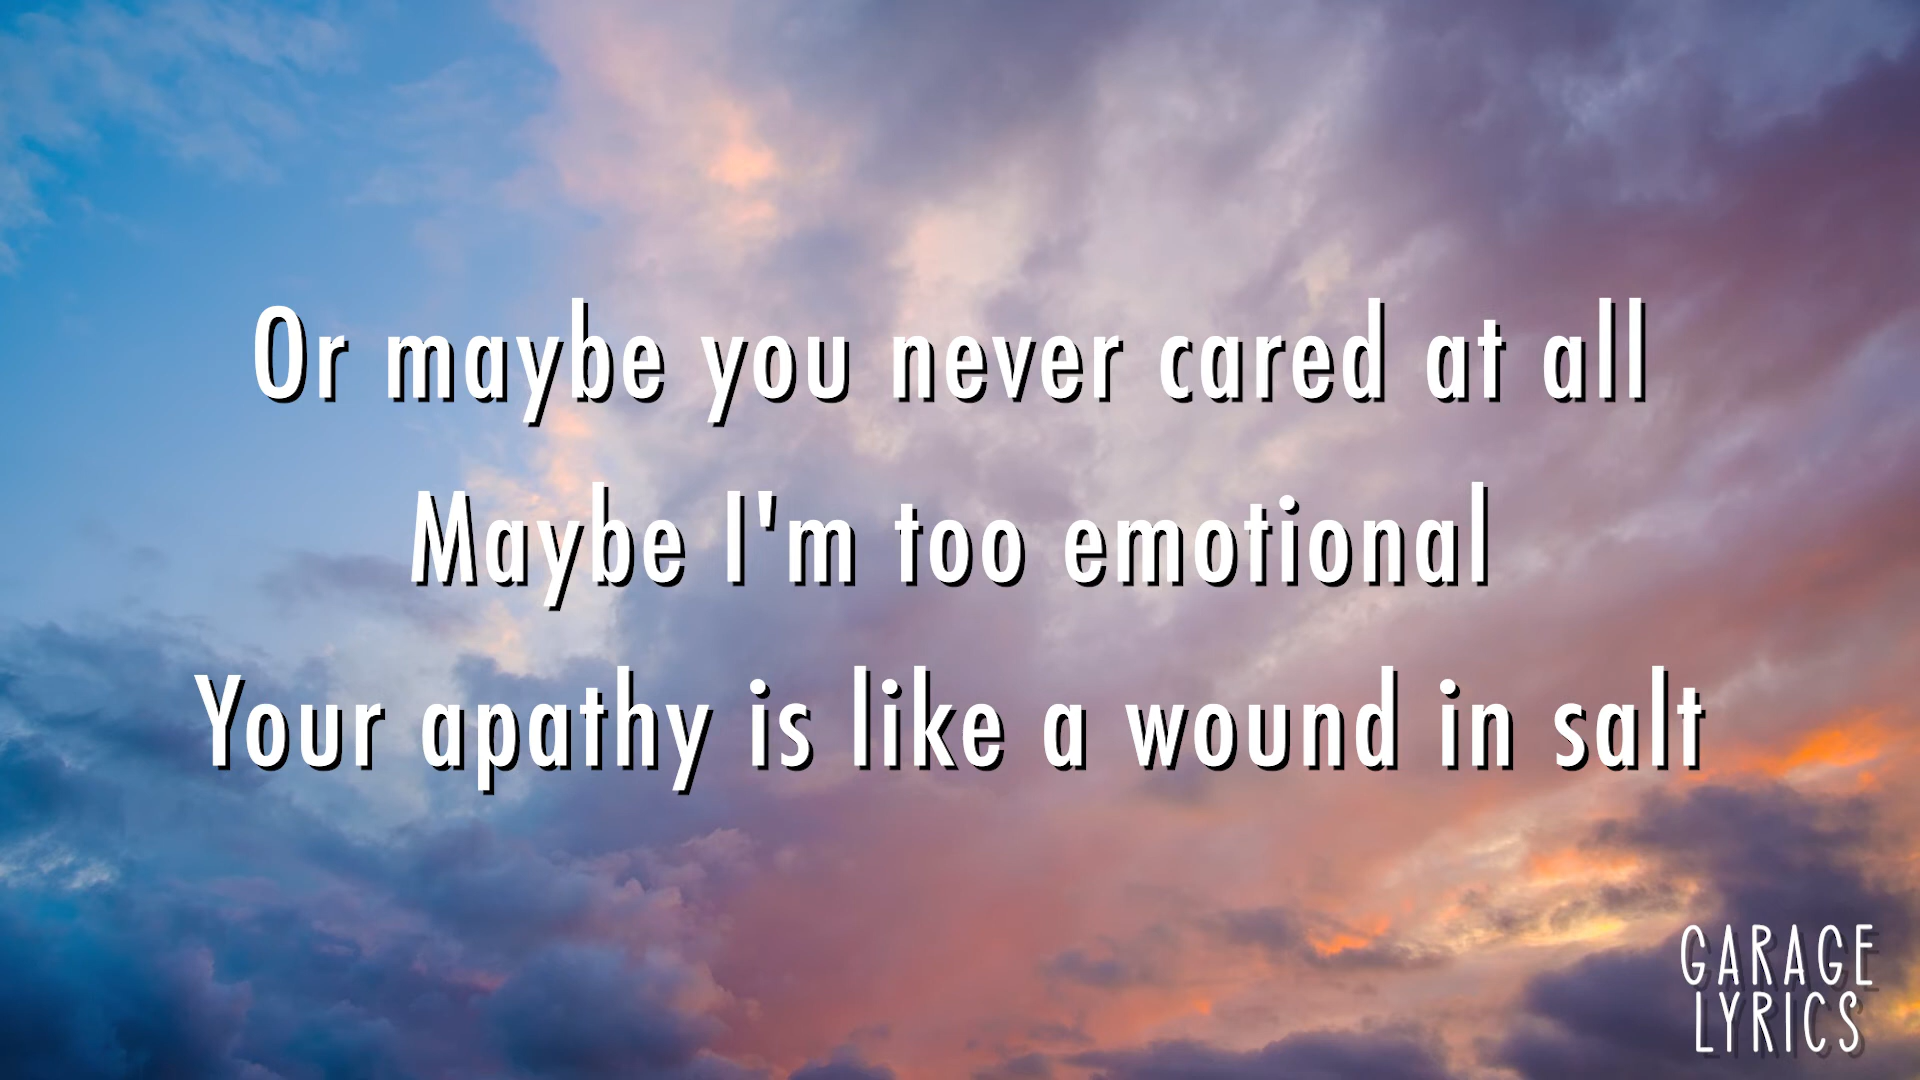 Or maybe you never cared at all
Maybe I'm too emotional
Your apathy is like a wound in salt
GARAGE
LYRICS